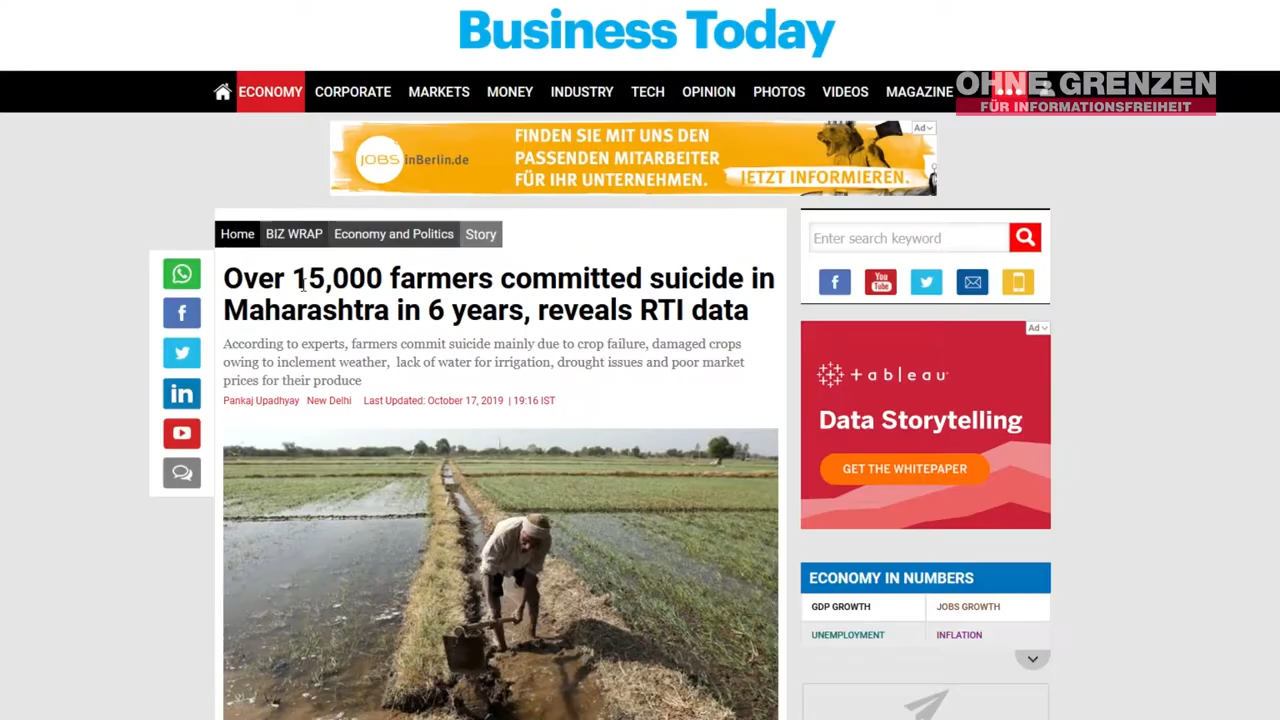 Business Today
OHNE GRENZEN
FÜR INFORMATIONSFREIHEIT
ECONOMY CORPORATE MARKETS MONEY INDUSTRY TECH OPINION PHOTOS VIDEOS MAGAZINE
Ad
JOBS inBerlin.de
FINDEN SIE MIT UNS DEN
PASSENDEN MITARBEITER
FÜR IHR UNTERNEHMEN.
JETZT INFORMIEREN.
Home BIZ WRAP Economy and Politics Story
Over 15,000 farmers committed suicide in
Maharashtra in 6 years, reveals RTI data
According to experts, farmers commit suicide mainly due to crop failure, damaged crops
owing to inclement weather, lack of water for irrigation, drought issues and poor market
prices for their produce
Pankaj Upadhyay New Delhi Last Updated: October 17, 2019 | 19:16 IST
Enter search keyword
You
Tube
Ad
+ableau
Data Storytelling
GET THE WHITEPAPER
ECONOMY IN NUMBERS
GDP GROWTH JOBS GROWTH
UNEMPLOYMENT INFLATION